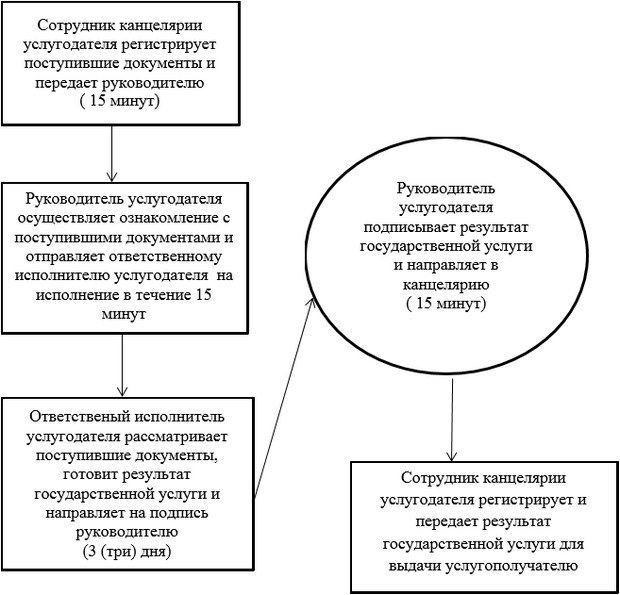 Сотрудник канцелярии
услугодателя регистрирует
поступившие документы и
передает руководителю
( 15 минут)
Руководитель услугодателя
осуществляет ознакомление с
поступившими документами и
отправляет ответственному
исполнителю услугодателя на
исполнение в течение 15
минут
Ответственый исполнитель
услугодателя рассматривает
поступившие документы,
готовит результат
государственной услуги и
направляет на подпись
руководителю
(3 (три) дня)
Руководитель
услугодателя
подписывает результат
государственной услуги
и направляет в
канцелярию
( 15 минут)
Сотрудник канцелярии
услугодателя регистрирует и
передает результат
государственной услуги для
выдачи услугополучателю